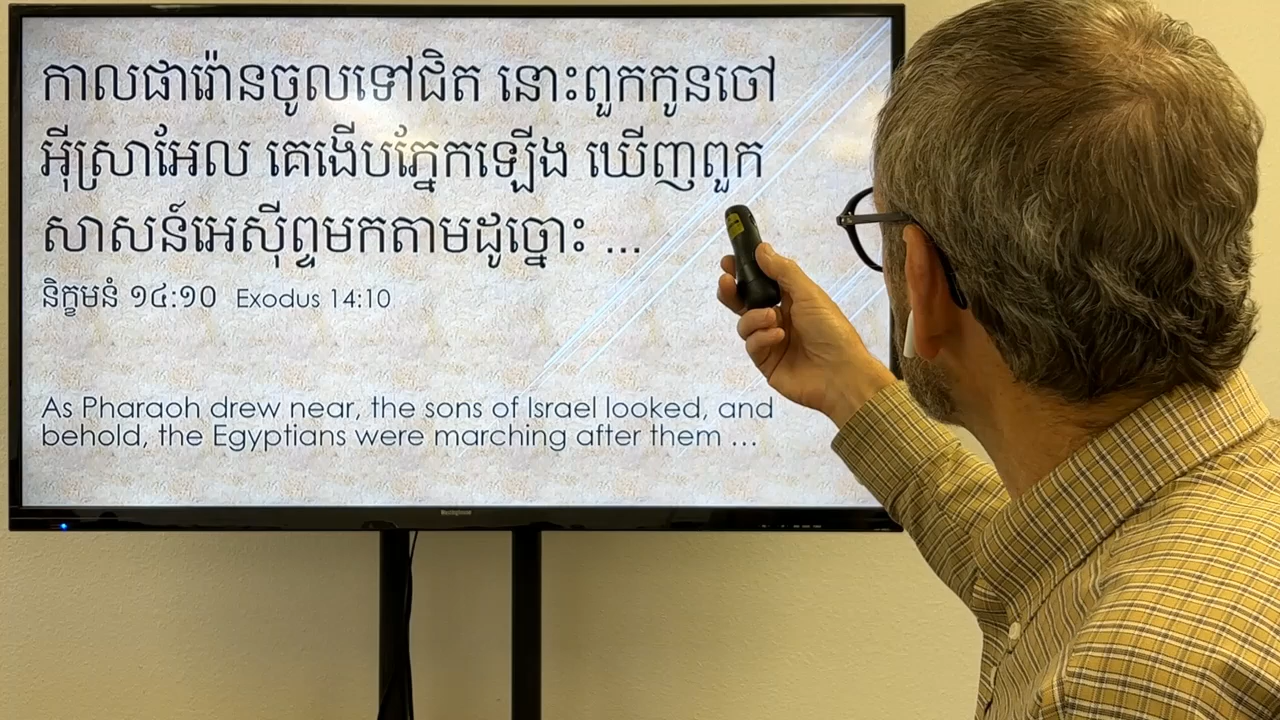 កាលផារ៉ោនចូលទៅជិត នោះពួកកូនចៅ
អ៊ីស្រាអែល គេងើបភ្នែកឡើង ឃើញពួក
សាសន៍អេស៊ីព្ទមកតាមដូច្នោះ ...
និក្ខមនំ ១៤:១០ Exodus 14:10
As Pharaoh drew near, the sons of Israel looked, and
behold, the Egyptians were marching after them ...
Westinghouse